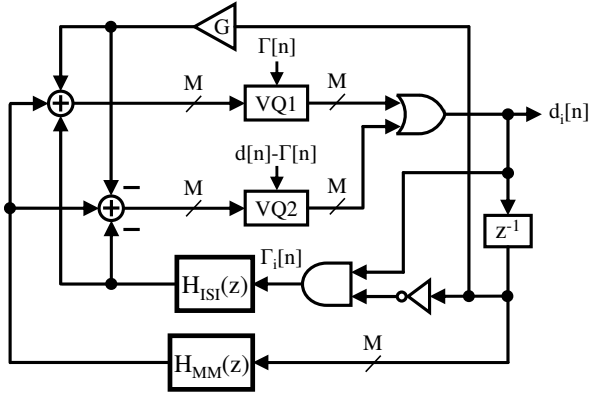 G
Γ[n]
M
VQ1
M
d_i[n]
d[n]-Γ[n]
M
VQ2
M
z^-1
Γ_i[n]
H_ISI(z)
M
H_MM(z)